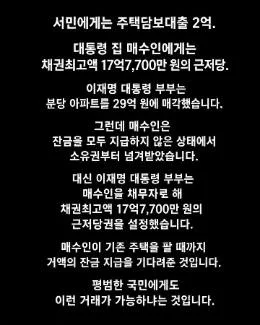 서민에게는 주택담보대출 2억.
대통령 집 매수인에게는
채권최고액 17억7,700만 원의 근저당.
이재명 대통령 부부는
분당 아파트를 29억 원에 매각했습니다.
그런데 매수인은
잔금을 모두 지급하지 않은 상태에서
소유권부터 넘겨받았습니다.
대신 이재명 대통령 부부는
매수인을 채무자로 해
채권최고액 17억7,700만 원의
근저당권을 설정했습니다.
매수인이 기존 주택을 팔 때까지
거액의 잔금 지급을 기다려준 것입니다.
평범한 국민에게도
이런 거래가 가능하냐는 것입니다.